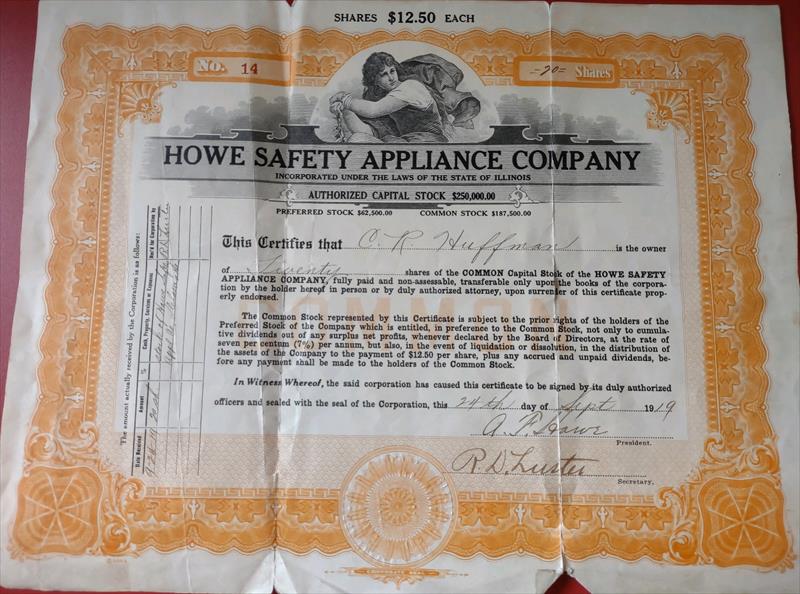 SHARES $12.50 EACH
NO. 14
-20- Shares
HOWE SAFETY APPLIANCE COMPANY
INCORPORATED UNDER THE LAWS OF THE STATE OF ILLINOIS
AUTHORIZED CAPITAL STOCK $250,000.00
PREFERRED STOCK $62,500.00 COMMON STOCK $187,500.00
This Certifies that C. R. Huffman is the owner
of Twenty shares of the COMMON Capital Stock of the HOWE SAFETY
APPLIANCE COMPANY, fully paid and non-assessable, transferable only upon the books of the corpora-
tion by the holder hereof in person or by duly authorized attorney, upon surrender of this certificate prop-
erly endorsed.
The Common Stock represented by this Certificate is subject to the prior rights of the holders of the
Preferred Stock of the Company which is entitled, in preference to the Common Stock, not only to cumula-
tive dividends out of any surplus net profits, whenever declared by the Board of Directors, at the rate of
seven per centum (7%) per annum, but also, in the event of liquidation or dissolution, in the distribution of
the assets of the Company to the payment of $12.50 per share, plus any accrued and unpaid dividends, be-
fore any payment shall be made to the holders of the Common Stock.
In Witness Whereof, the said corporation has caused this certificate to be signed by its duly authorized
officers and sealed with the seal of the Corporation, this 24th day of Sept 1919
A. F. Howe
President.
R. D. Luster
Secretary.
The amount actually received by the Corporation is as follows:
Date Received Amount % Cash, Property, Services or Expenses Rec'd for Corporation by